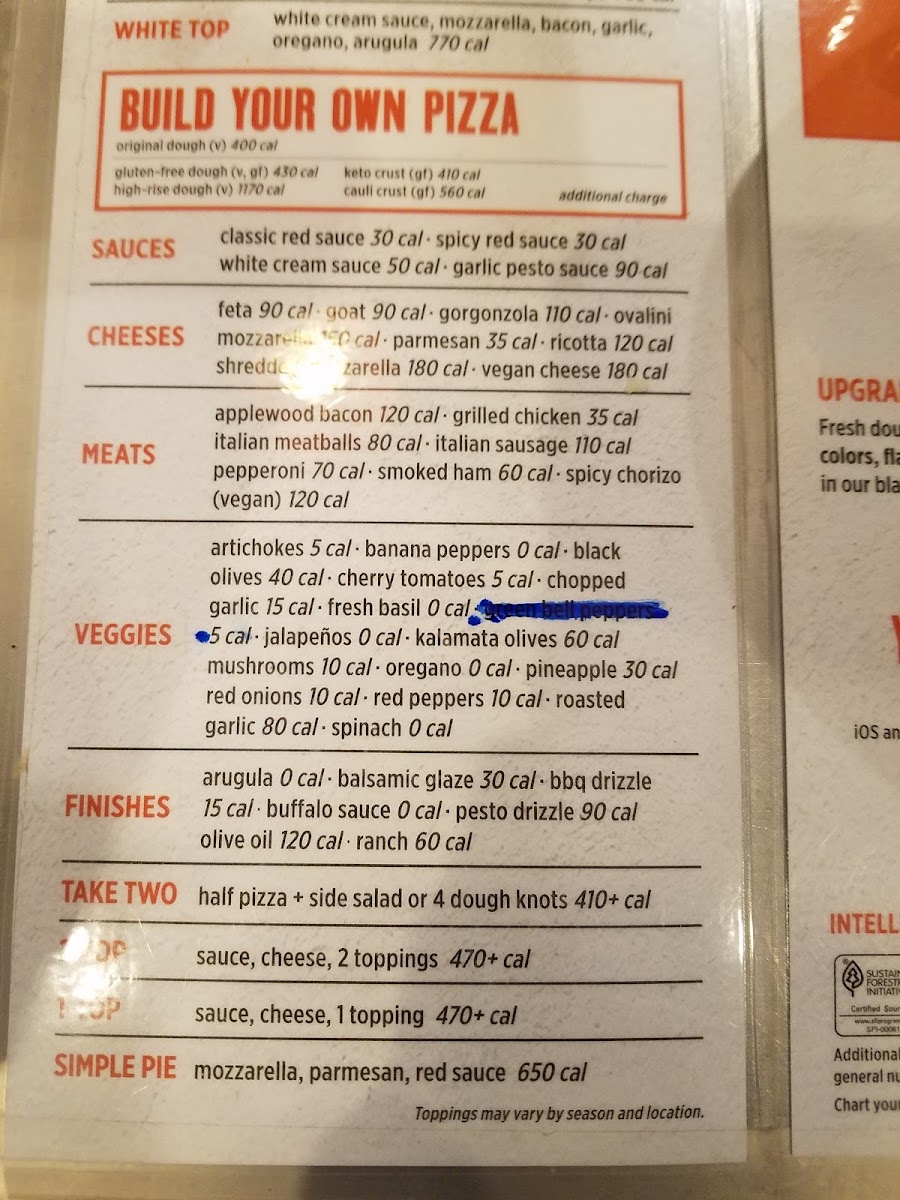 WHITE TOP
white cream sauce, mozzarella, bacon, garlic,
oregano, arugula 770 cal
BUILD YOUR OWN PIZZA
original dough (v) 400 cal
gluten-free dough (v, gf) 430 cal keto crust (gf) 410 cal
high-rise dough (v) 1170 cal cauli crust (gf) 560 cal additional charge
SAUCES
classic red sauce 30 cal · spicy red sauce 30 cal
white cream sauce 50 cal · garlic pesto sauce 90 cal
CHEESES
feta 90 cal · goat 90 cal · gorgonzola 110 cal · ovalini
mozzarella cal · parmesan 35 cal · ricotta 120 cal
180 cal · vegan cheese 180 cal
MEATS
applewood bacon 120 cal · grilled chicken 35 cal
italian meatballs 80 cal · italian sausage 110 cal
pepperoni 70 cal · smoked ham 60 cal · spicy chorizo
(vegan) 120 cal
VEGGIES
artichokes 5 cal · banana peppers 0 cal · black
olives 40 cal · cherry tomatoes 5 cal · chopped
garlic 15 cal · fresh basil 0 cal · green bell peppers
5 cal · jalapeños 0 cal · kalamata olives 60 cal
mushrooms 10 cal · oregano 0 cal · pineapple 30 cal
red onions 10 cal · red peppers 10 cal · roasted
garlic 80 cal · spinach 0 cal
FINISHES
arugula 0 cal · balsamic glaze 30 cal · bbq drizzle
15 cal · buffalo sauce 0 cal · pesto drizzle 90 cal
olive oil 120 cal · ranch 60 cal
TAKE TWO
half pizza + side salad or 4 dough knots 410+ cal
sauce, cheese, 2 toppings 470+ cal
sauce, cheese, 1 topping 470+ cal
SIMPLE PIE
mozzarella, parmesan, red sauce 650 cal
Toppings may vary by season and location.
UPGRA
Fresh dou
colors, fla
in our bla
iOS an
INTELL
SUSTAIN
FORESTR
INITIATI
Certified Sour
Additional
general nu
Chart your